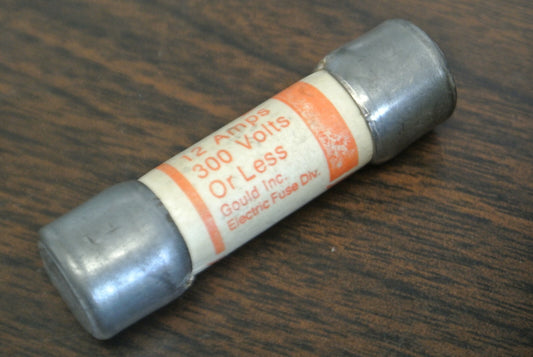 12 Amps
300 Volts
Or Less
Gould Inc.
Electric Fuse Div.